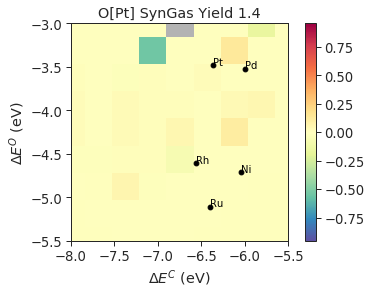 O[Pt] SynGas Yield 1.4
−3.0
−3.5
−4.0
−4.5
−5.0
−5.5
ΔE^O (eV)
Pt
Pd
Rh
Ni
Ru
−8.0 −7.5 −7.0 −6.5 −6.0 −5.5
ΔE^C (eV)
0.75
0.50
0.25
0.00
−0.25
−0.50
−0.75